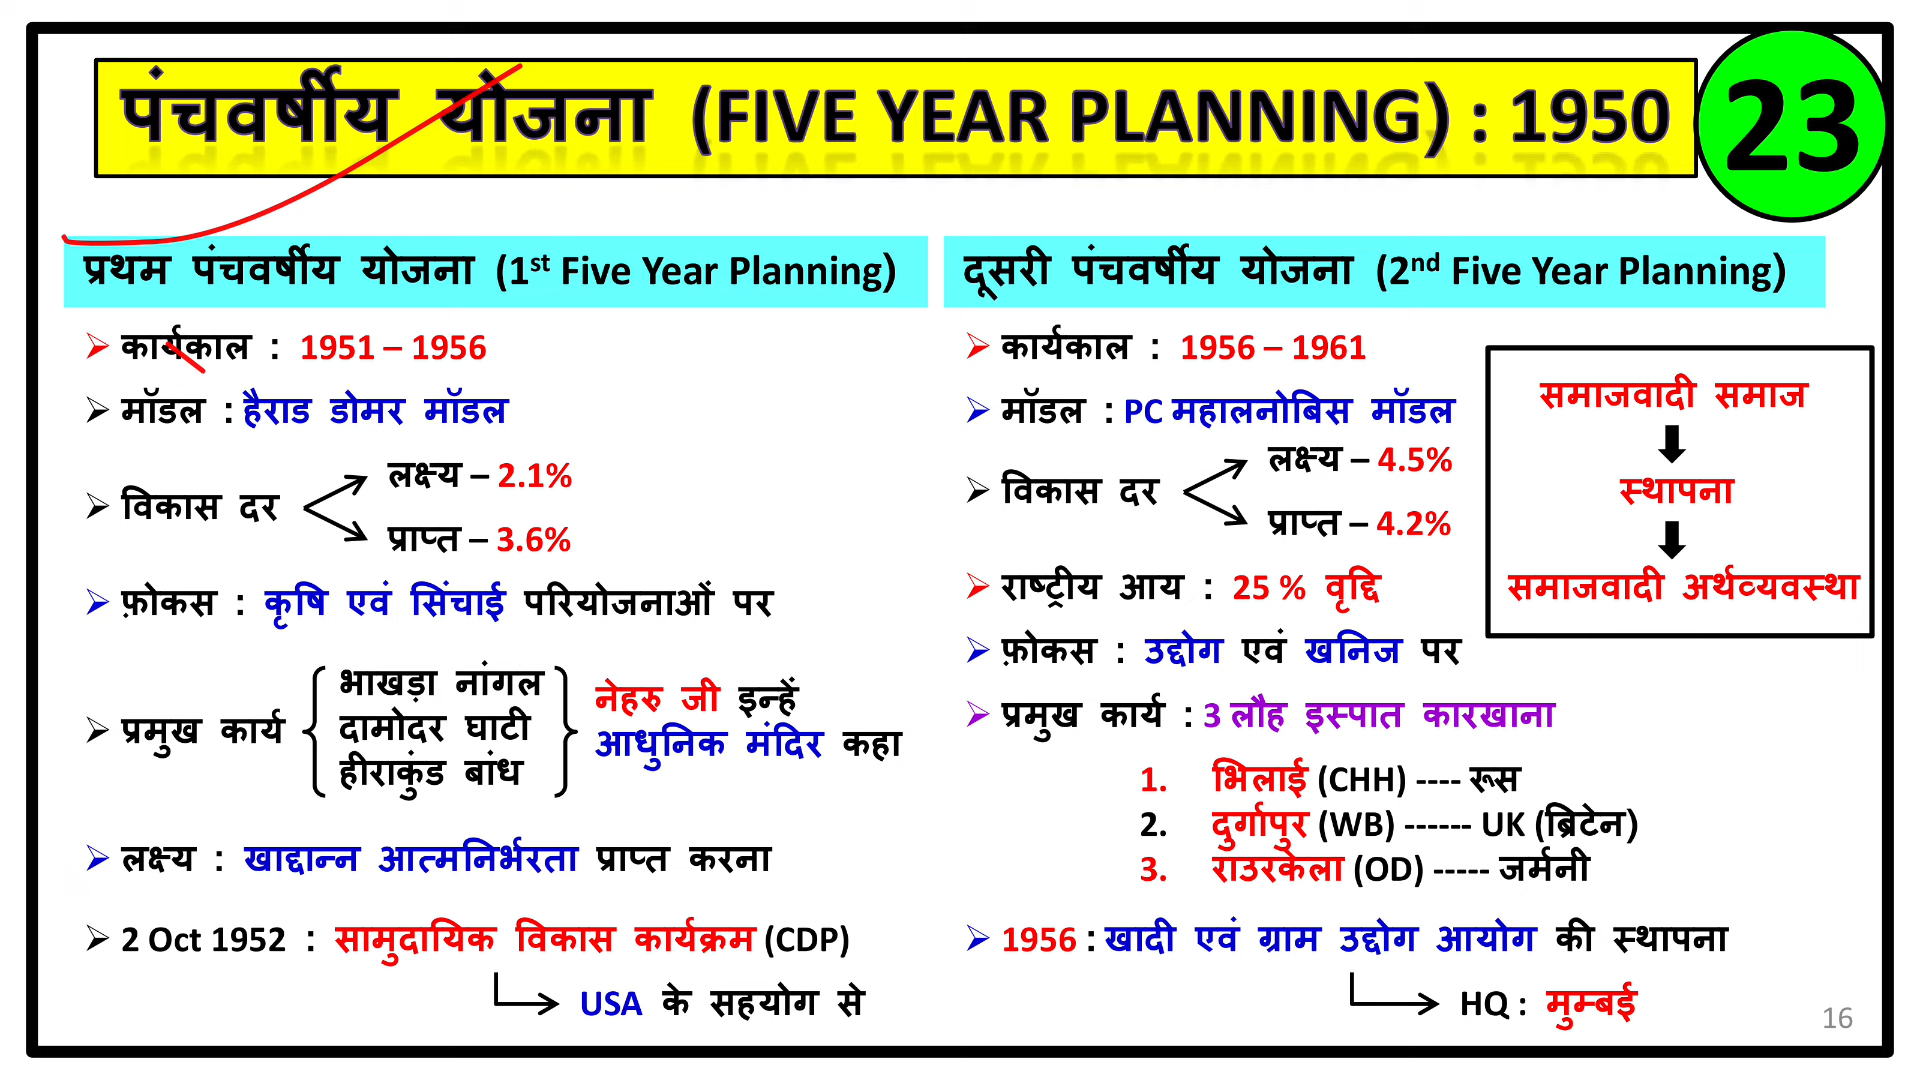 पंचवर्षीय योजना (FIVE YEAR PLANNING) : 1950
23
प्रथम पंचवर्षीय योजना (1st Five Year Planning)
कार्यकाल : 1951 – 1956
मॉडल : हैराड डोमर मॉडल
विकास दर
लक्ष्य – 2.1%
प्राप्त – 3.6%
फ़ोकस : कृषि एवं सिंचाई परियोजनाओं पर
प्रमुख कार्य
भाखड़ा नांगल
दामोदर घाटी
हीराकुंड बांध
नेहरु जी इन्हें
आधुनिक मंदिर कहा
लक्ष्य : खाद्दान्न आत्मनिर्भरता प्राप्त करना
2 Oct 1952 : सामुदायिक विकास कार्यक्रम (CDP)
USA के सहयोग से
दूसरी पंचवर्षीय योजना (2nd Five Year Planning)
कार्यकाल : 1956 – 1961
मॉडल : PC महालनोबिस मॉडल
विकास दर
लक्ष्य – 4.5%
प्राप्त – 4.2%
राष्ट्रीय आय : 25 % वृद्दि
फ़ोकस : उद्दोग एवं खनिज पर
प्रमुख कार्य : 3 लौह इस्पात कारखाना
1. भिलाई (CHH) ---- रूस
2. दुर्गापुर (WB) ------ UK (ब्रिटेन)
3. राउरकेला (OD) ----- जर्मनी
1956 : खादी एवं ग्राम उद्दोग आयोग की स्थापना
HQ : मुम्बई
समाजवादी समाज
स्थापना
समाजवादी अर्थव्यवस्था
16